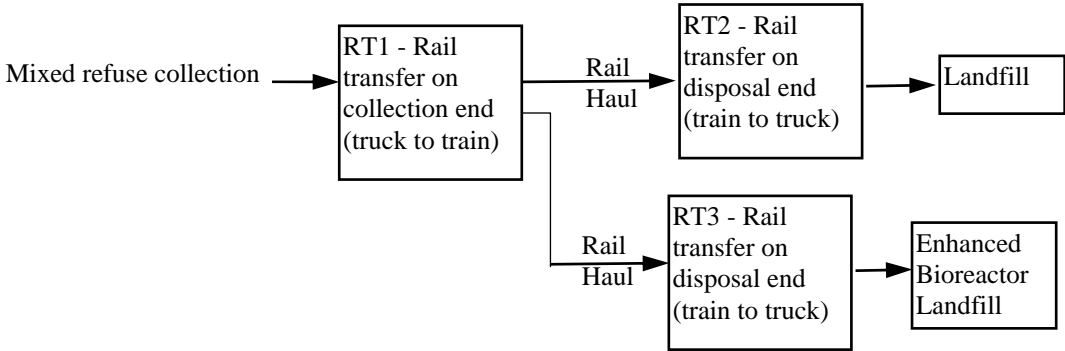 Mixed refuse collection
RT1 - Rail
transfer on
collection end
(truck to train)
Rail
Haul
RT2 - Rail
transfer on
disposal end
(train to truck)
Landfill
Rail
Haul
RT3 - Rail
transfer on
disposal end
(train to truck)
Enhanced
Bioreactor
Landfill